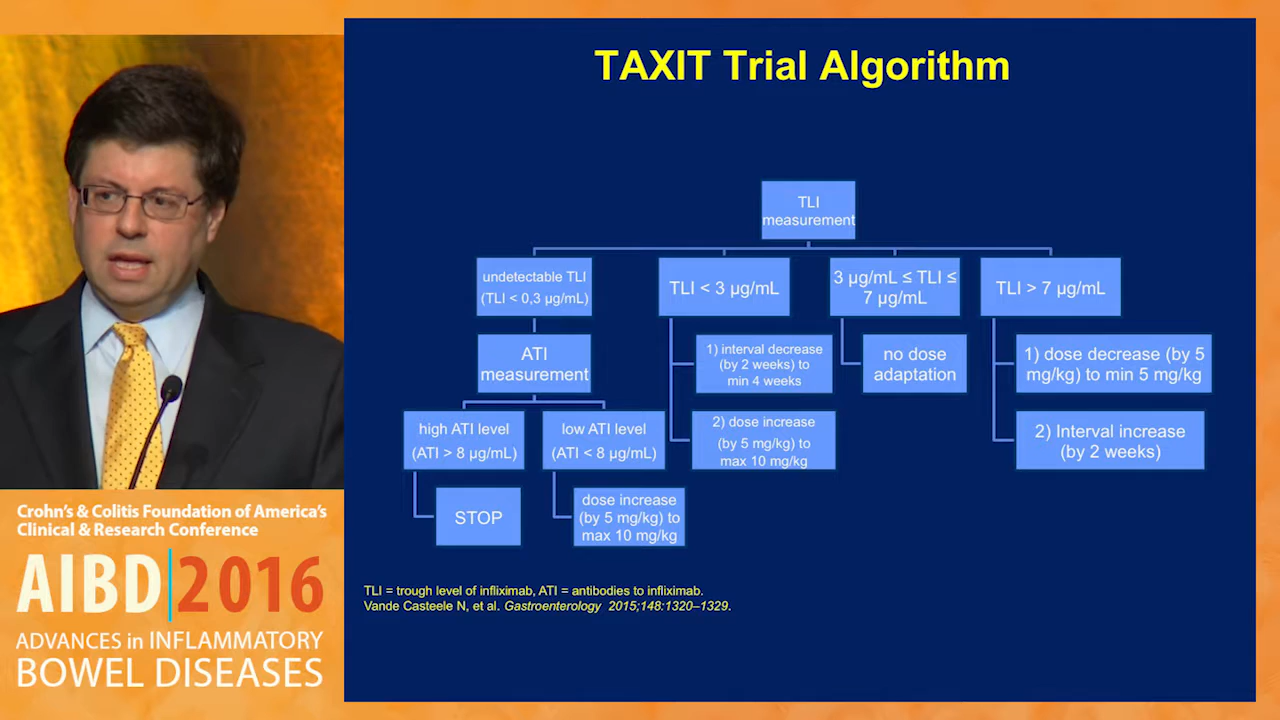 TAXIT Trial Algorithm
TLI
measurement
undetectable TLI
(TLI < 0,3 µg/mL)
TLI < 3 µg/mL
3 µg/mL ≤ TLI ≤
7 µg/mL
TLI > 7 µg/mL
ATI
measurement
1) interval decrease
(by 2 weeks) to
min 4 weeks
no dose
adaptation
1) dose decrease (by 5
mg/kg) to min 5 mg/kg
high ATI level
(ATI > 8 µg/mL)
low ATI level
(ATI < 8 µg/mL)
2) dose increase
(by 5 mg/kg) to
max 10 mg/kg
2) Interval increase
(by 2 weeks)
STOP
dose increase
(by 5 mg/kg) to
max 10 mg/kg
TLI = trough level of infliximab, ATI = antibodies to infliximab.
Vande Casteele N, et al. Gastroenterology 2015;148:1320–1329.
Crohn's & Colitis Foundation of America's
Clinical & Research Conference
AIBD|2016
ADVANCES in INFLAMMATORY
BOWEL DISEASES